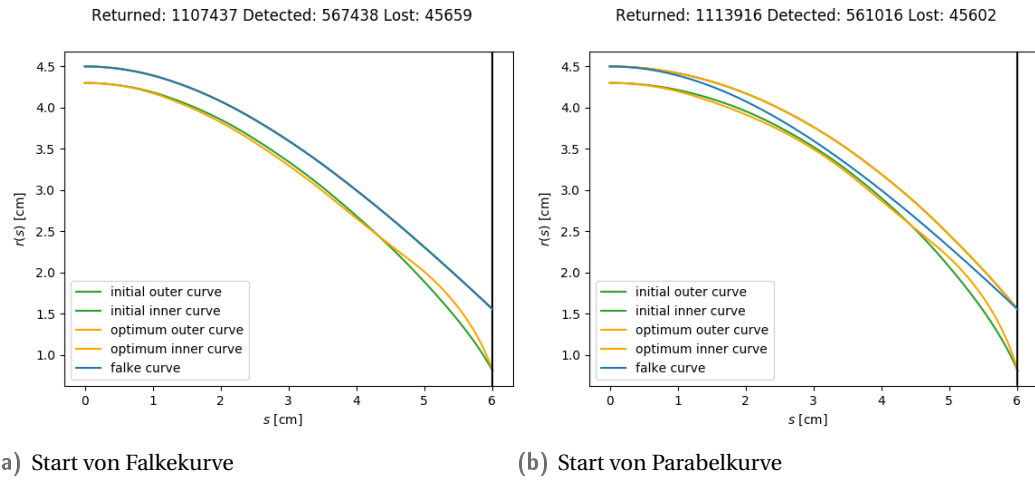 Returned: 1107437 Detected: 567438 Lost: 45659
4.5
4.0
3.5
3.0
2.5
2.0
1.5
1.0
r(s) [cm]
initial outer curve
initial inner curve
optimum outer curve
optimum inner curve
falke curve
0 1 2 3 4 5 6
s [cm]
a) Start von Falkekurve
Returned: 1113916 Detected: 561016 Lost: 45602
4.5
4.0
3.5
3.0
2.5
2.0
1.5
1.0
r(s) [cm]
initial outer curve
initial inner curve
optimum outer curve
optimum inner curve
falke curve
0 1 2 3 4 5 6
s [cm]
(b) Start von Parabelkurve